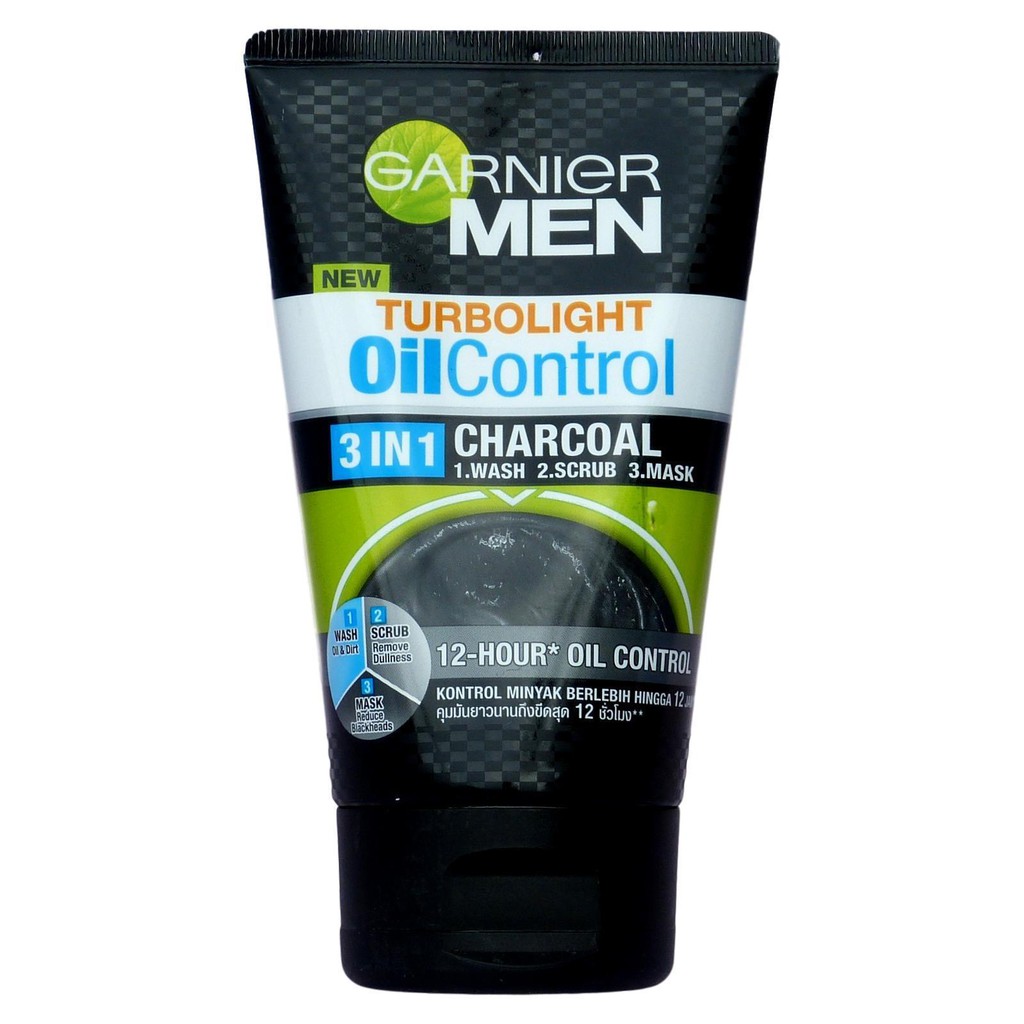 GARNIER
MEN
NEW
TURBOLIGHT
OilControl
3 IN 1
CHARCOAL
1.WASH 2.SCRUB 3.MASK
1
WASH
Oil & Dirt
2
SCRUB
Remove
Dullness
3
MASK
Reduce
Blackheads
12-HOUR* OIL CONTROL
KONTROL MINYAK BERLEBIH HINGGA 12
คุมมันยาวนานถึงขีดสุด 12 ชั่วโมง**